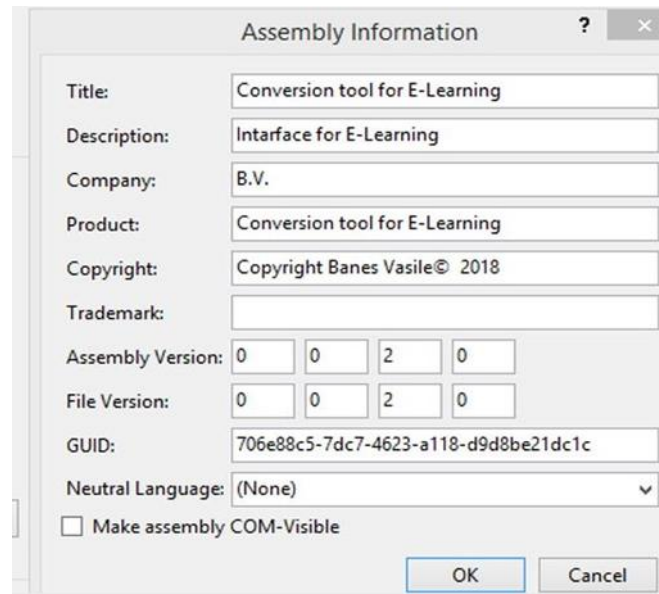 Assembly Information ? ×
Title: Conversion tool for E-Learning
Description: Intarface for E-Learning
Company: B.V.
Product: Conversion tool for E-Learning
Copyright: Copyright Banes Vasile© 2018
Trademark:
Assembly Version: 0 0 2 0
File Version: 0 0 2 0
GUID: 706e88c5-7dc7-4623-a118-d9d8be21dc1c
Neutral Language: (None)
Make assembly COM-Visible
OK Cancel